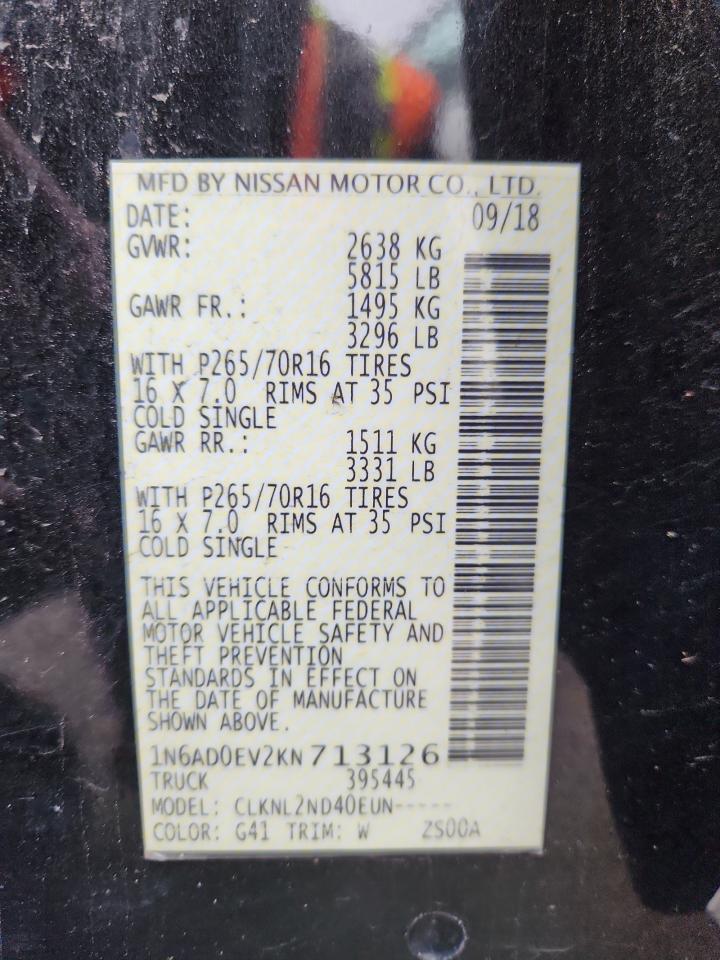 MFD BY NISSAN MOTOR CO., LTD.
DATE: 09/18
GVWR: 2638 KG
5815 LB
GAWR FR.: 1495 KG
3296 LB
WITH P265/70R16 TIRES
16 X 7.0 RIMS AT 35 PSI
COLD SINGLE
GAWR RR.: 1511 KG
3331 LB
WITH P265/70R16 TIRES
16 X 7.0 RIMS AT 35 PSI
COLD SINGLE
THIS VEHICLE CONFORMS TO
ALL APPLICABLE FEDERAL
MOTOR VEHICLE SAFETY AND
THEFT PREVENTION
STANDARDS IN EFFECT ON
THE DATE OF MANUFACTURE
SHOWN ABOVE.
1N6AD0EV2KN713126
TRUCK 395445
MODEL: CLKNL2ND40EUN-----
COLOR: G41 TRIM: W ZS00A